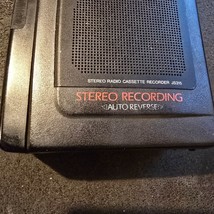 STEREO RADIO CASSETTE RECORDER
STEREO RECORDING
AUTO REVERSE